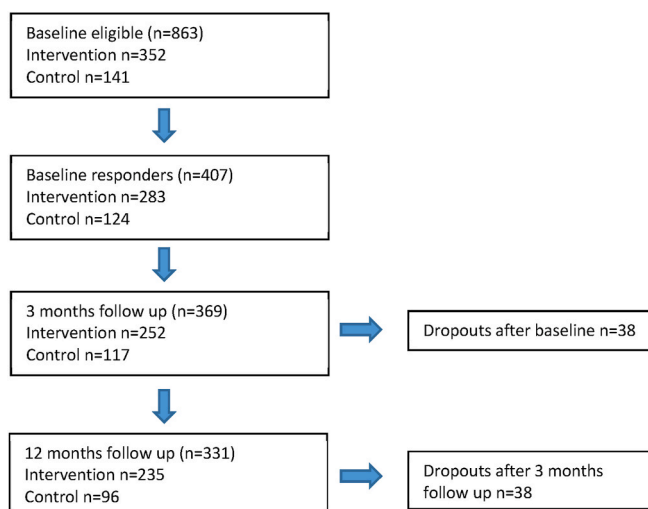 Baseline eligible (n=863)
Intervention n=352
Control n=141
Baseline responders (n=407)
Intervention n=283
Control n=124
3 months follow up (n=369)
Intervention n=252
Control n=117
Dropouts after baseline n=38
12 months follow up (n=331)
Intervention n=235
Control n=96
Dropouts after 3 months
follow up n=38